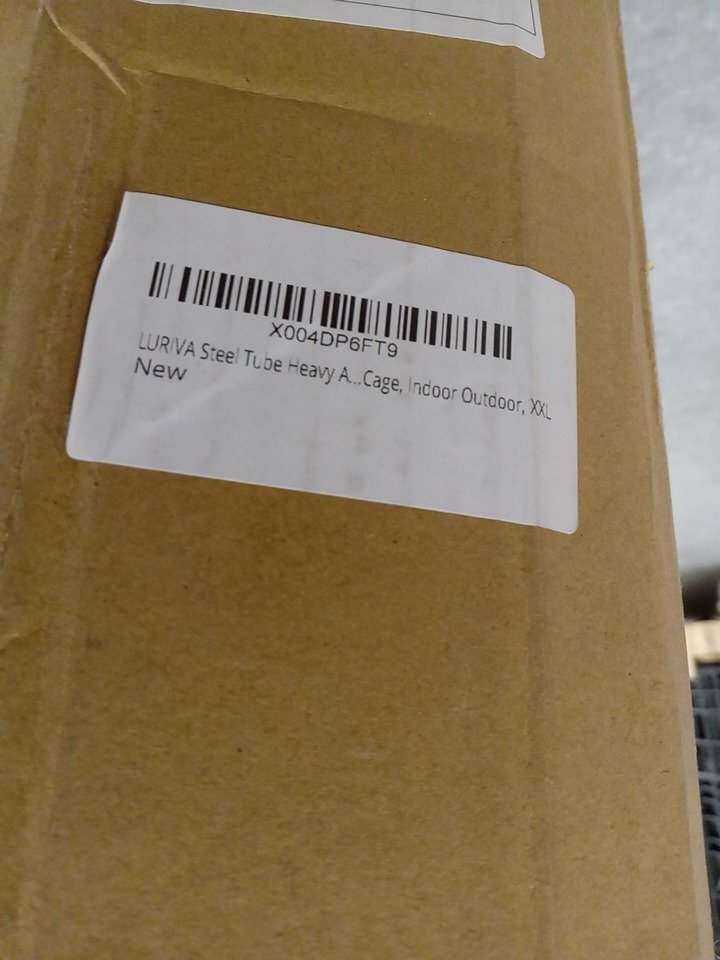 X004DP6FT9
LURIVA Steel Tube Heavy A...Cage, Indoor Outdoor, XXL
New